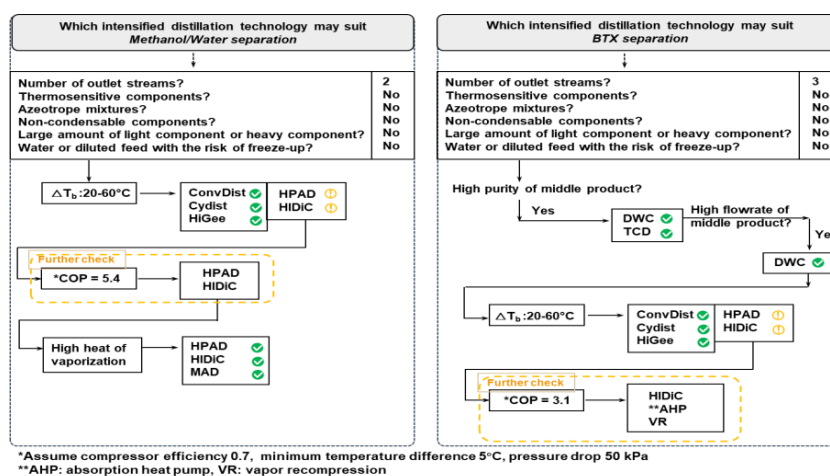 Which intensified distillation technology may suit
Methanol/Water separation
Number of outlet streams? 2
Thermosensitive components? No
Azeotrope mixtures? No
Non-condensable components? No
Large amount of light component or heavy component? No
Water or diluted feed with the risk of freeze-up? No
△Tb:20-60°C
ConvDist
Cydist
HiGee
HPAD
HIDiC
Further check
*COP = 5.4
HPAD
HIDiC
High heat of
vaporization
HPAD
HIDiC
MAD
Which intensified distillation technology may suit
BTX separation
Number of outlet streams? 3
Thermosensitive components? No
Azeotrope mixtures? No
Non-condensable components? No
Large amount of light component or heavy component? No
Water or diluted feed with the risk of freeze-up? No
High purity of middle product?
Yes
DWC
TCD
High flowrate of
middle product?
Ye
DWC
△Tb:20-60°C
ConvDist
Cydist
HiGee
HPAD
HIDiC
Further check
*COP = 3.1
HIDiC
**AHP
VR
*Assume compressor efficiency 0.7, minimum temperature difference 5°C, pressure drop 50 kPa
**AHP: absorption heat pump, VR: vapor recompression